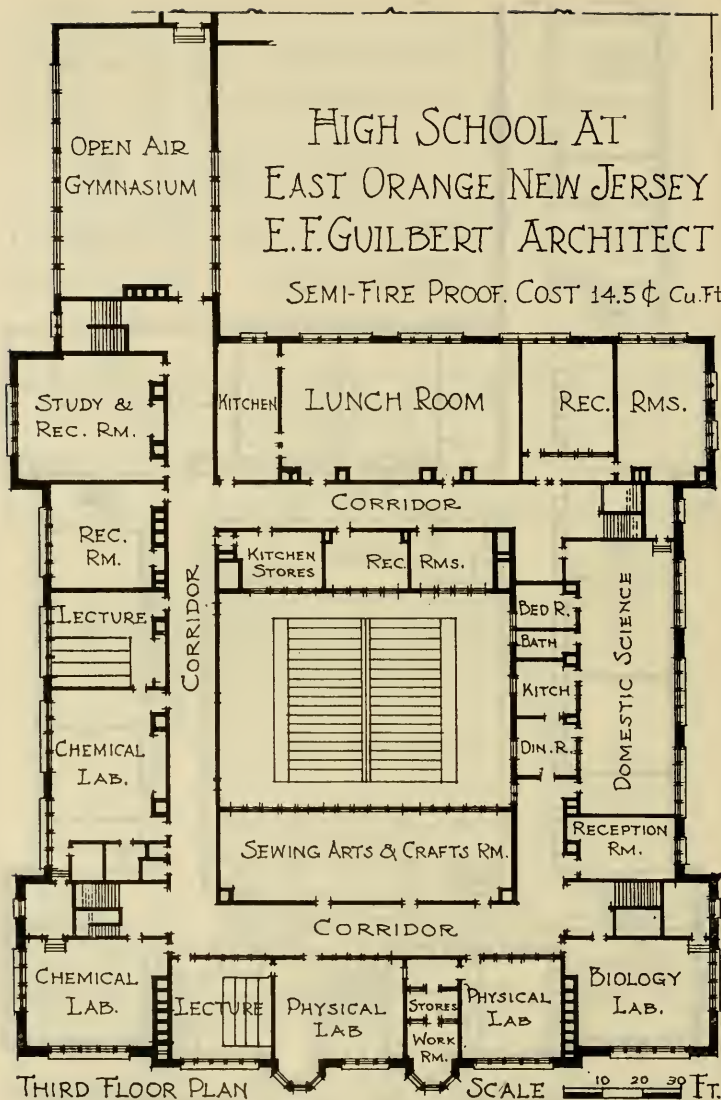 HIGH SCHOOL AT
EAST ORANGE NEW JERSEY
E.F. GUILBERT ARCHITECT
SEMI-FIRE PROOF. COST 14.5 ¢ CU.FT
OPEN AIR
GYMNASIUM
STUDY &
REC. RM.
KITCHEN
LUNCH ROOM
REC.
RMS.
CORRIDOR
REC.
RM.
KITCHEN
STORES
REC.
RMS.
LECTURE
CORRIDOR
BED R.
BATH
KITCH
DIN. R.
DOMESTIC SCIENCE
CHEMICAL
LAB.
SEWING ARTS & CRAFTS RM.
RECEPTION
RM.
CORRIDOR
CHEMICAL
LAB.
LECTURE
PHYSICAL
LAB
STORES
WORK
RM.
PHYSICAL
LAB
BIOLOGY
LAB.
THIRD FLOOR PLAN
SCALE
10 20 30 FT.